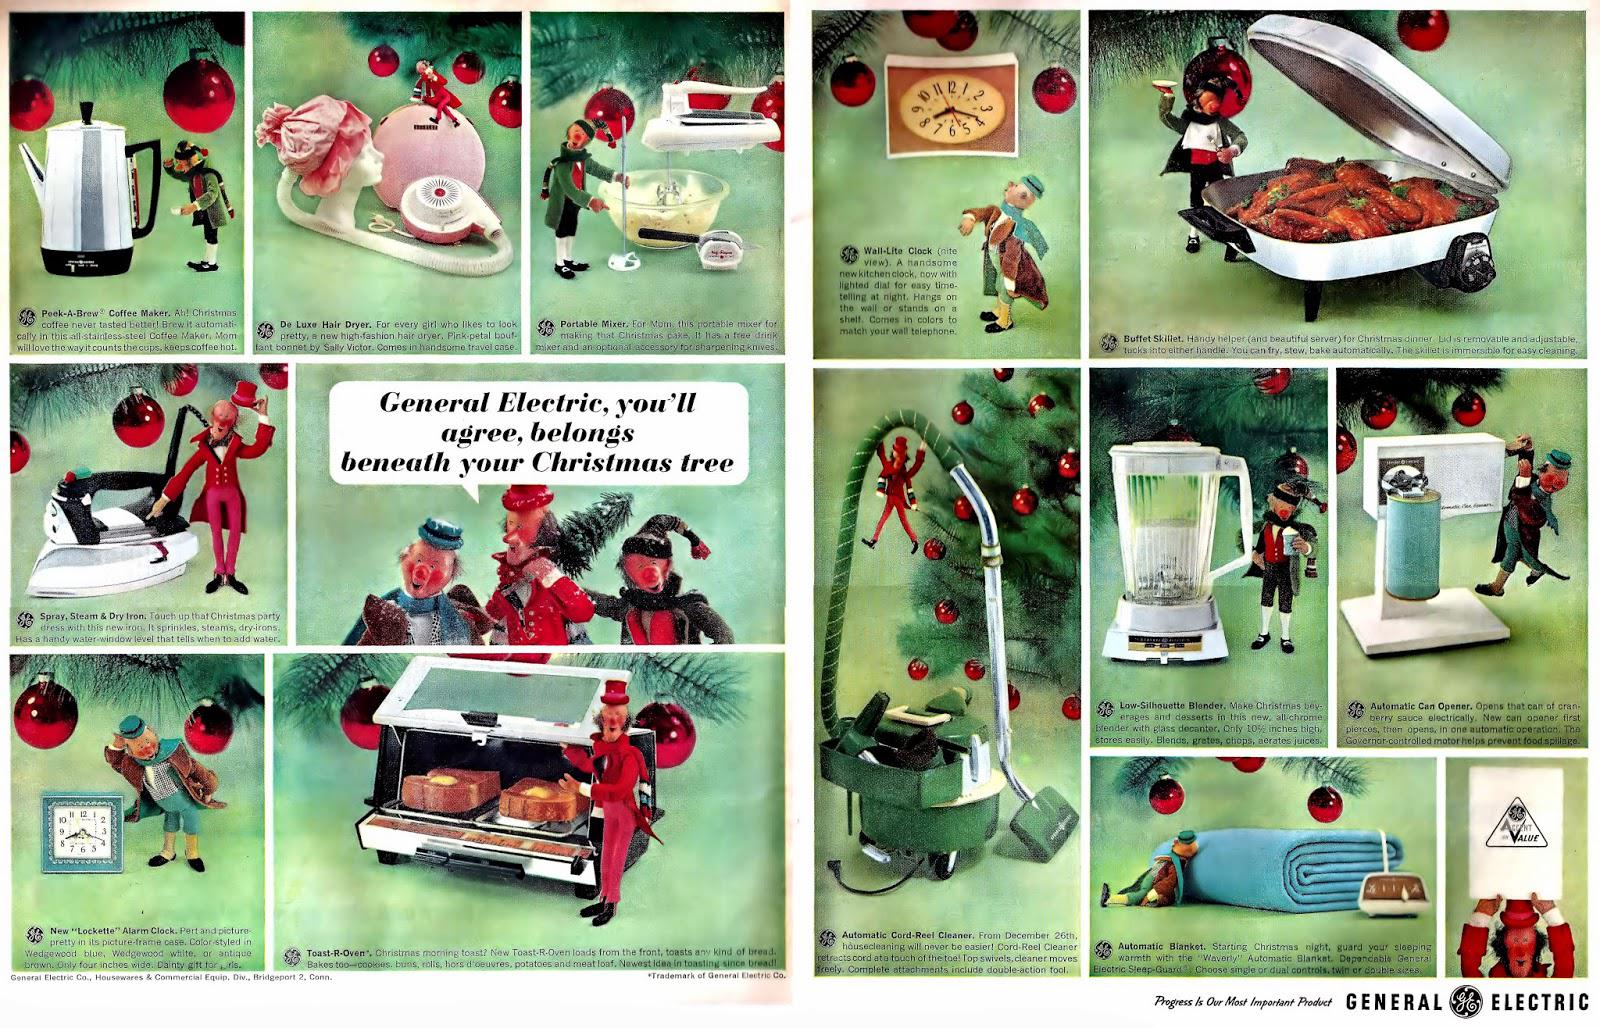 Peek-A-Brew® Coffee Maker. Ah! Christmas
coffee never tasted better! Brew it automati-
cally in this all-stainless-steel Coffee Maker. Mom
will love the way it counts the cups, keeps coffee hot.
De Luxe Hair Dryer. For every girl who likes to look
pretty, a new high-fashion hair dryer. Pink-petal bouf-
fant bonnet by Sally Victor. Comes in handsome travel case.
Portable Mixer. For Mom, this portable mixer for
making that Christmas cake. It has a free drink
mixer and an optional accessory for sharpening knives.
Spray, Steam & Dry Iron. Touch up that Christmas party
dress with this new iron. It sprinkles, steams, dry-irons.
Has a handy water-window level that tells when to add water.
General Electric, you'll
agree, belongs
beneath your Christmas tree
New "Lockette" Alarm Clock. Pert and picture-
pretty in its picture-frame case. Color-styled in
Wedgewood blue, Wedgewood white, or antique
brown. Only four inches wide. Dainty gift for girls.
Toast-R-Oven*. Christmas morning toast? New Toast-R-Oven loads from the front, toasts any kind of bread.
Bakes too—cookies, buns, rolls, hors d'oeuvres, potatoes and meat loaf. Newest idea in toasting since bread!
General Electric Co., Housewares & Commercial Equip. Div., Bridgeport 2, Conn.
*Trademark of General Electric Co.
Wall-Lite Clock (nite
view). A handsome
new kitchen clock, now with
lighted dial for easy time-
telling at night. Hangs on
the wall or stands on a
shelf. Comes in colors to
match your wall telephone.
Buffet Skillet. Handy helper (and beautiful server) for Christmas dinner. Lid is removable and adjustable,
tucks into either handle. You can fry, stew, bake automatically. The skillet is immersible for easy cleaning.
Automatic Cord-Reel Cleaner. From December 26th,
housecleaning will never be easier! Cord-Reel Cleaner
retracts cord at a touch of the toe! Top swivels, cleaner moves
freely. Complete attachments include double-action tool.
Low-Silhouette Blender. Make Christmas bev-
erages and desserts in this new, all-chrome
blender with glass decanter. Only 10½ inches high,
stores easily. Blends, grates, chops, aerates juices.
Automatic Can Opener. Opens that can of cran-
berry sauce electrically. New can opener first
pierces, then opens, in one automatic operation. The
Governor-controlled motor helps prevent food spillage.
Automatic Blanket. Starting Christmas night, guard your sleeping
warmth with the "Waverly" Automatic Blanket. Dependable General
Electric Sleep-Guard. Choose single or dual controls, twin or double sizes.
ACCENT
ON
VALUE
Progress Is Our Most Important Product
GENERAL GE ELECTRIC